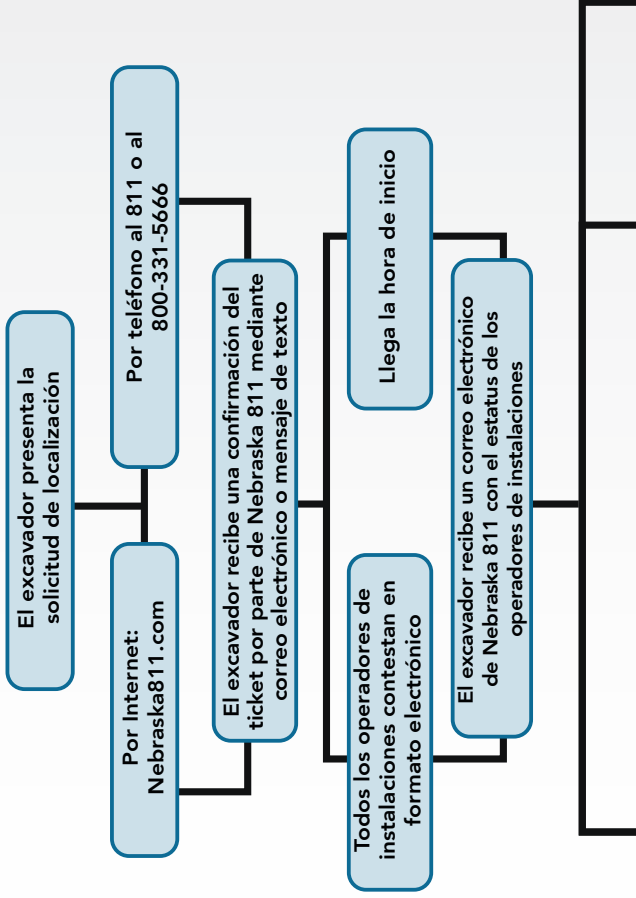 El excavador presenta la
solicitud de localización
Por Internet:
Nebraska811.com
Por teléfono al 811 o al
800-331-5666
El excavador recibe una confirmación del
ticket por parte de Nebraska 811 mediante
correo electrónico o mensaje de texto
Todos los operadores de
instalaciones contestan en
formato electrónico
Llega la hora de inicio
El excavador recibe un correo electrónico
de Nebraska 811 con el estatus de los
operadores de instalaciones